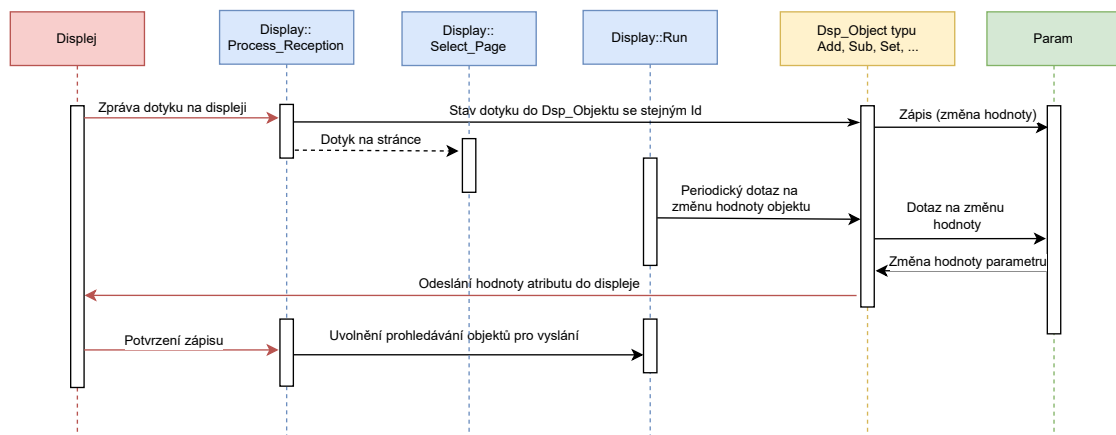 Displej
Display::
Process_Reception
Display::
Select_Page
Display::Run
Dsp_Object typu
Add, Sub, Set, ...
Param
Zpráva dotyku na displeji
Stav dotyku do Dsp_Objektu se stejným Id
Zápis (změna hodnoty)
Dotyk na stránce
Periodický dotaz na
změnu hodnoty objektu
Dotaz na změnu
hodnoty
Změna hodnoty parametru
Odeslání hodnoty atributu do displeje
Potvrzení zápisu
Uvolnění prohledávání objektů pro vyslání